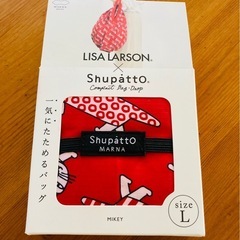 LISA LARSON®
×
Shupatto®
Compact Bag Drop
一気にたためるバッグ
Shupatto
MARNA
MIKEY
size
L